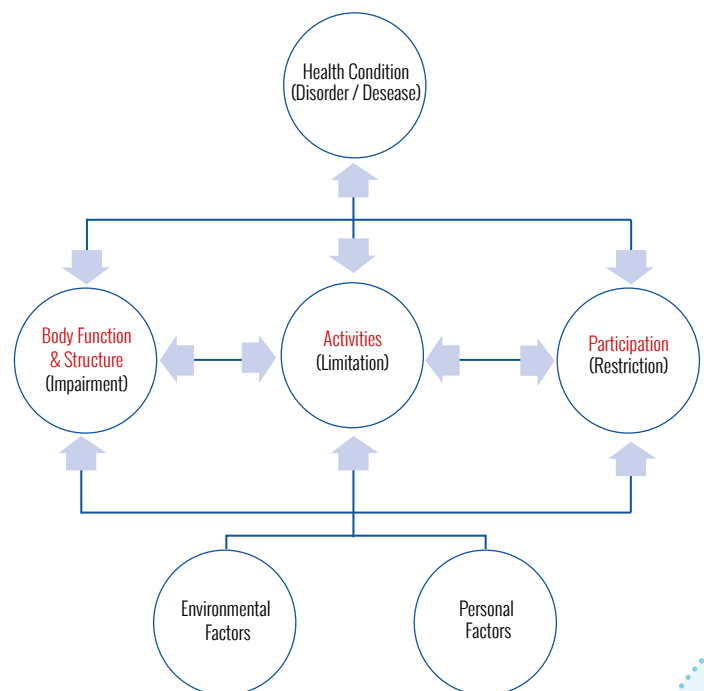 Health Condition
(Disorder / Desease)
Body Function
& Structure
(Impairment)
Activities
(Limitation)
Participation
(Restriction)
Environmental
Factors
Personal
Factors